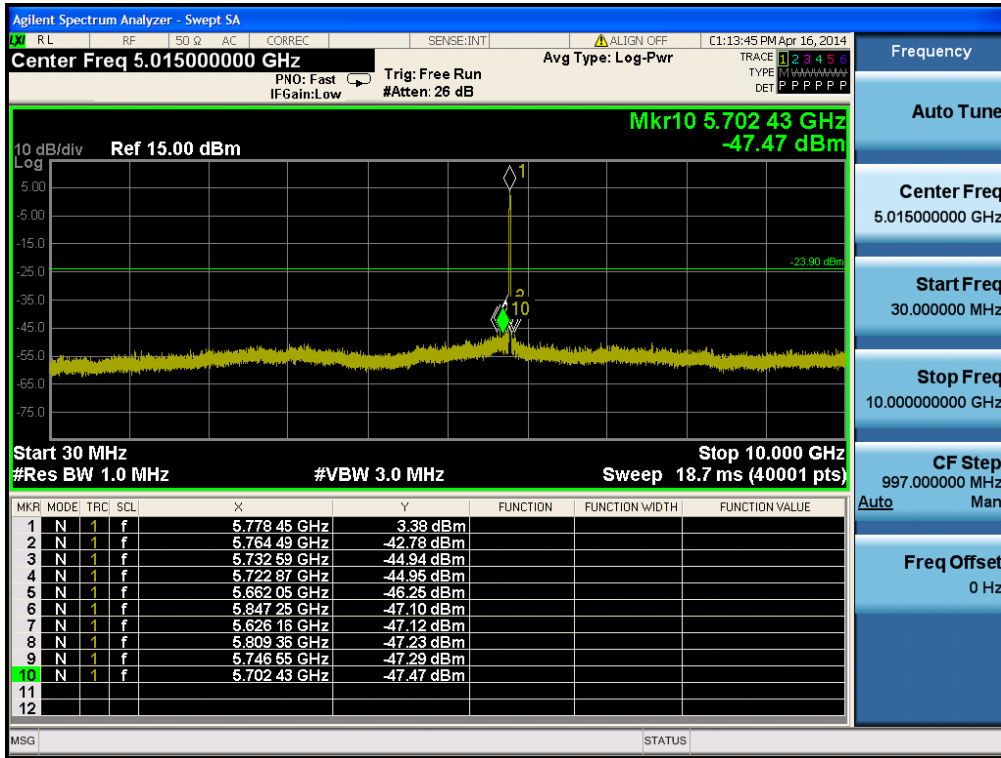 Agilent Spectrum Analyzer - Swept SA
LXI RL RF 50 Ω AC CORREC SENSE:INT ALIGN OFF 01:13:45 PM Apr 16, 2014
Center Freq 5.015000000 GHz
PNO: Fast
IFGain:Low
Trig: Free Run
#Atten: 26 dB
Avg Type: Log-Pwr
TRACE 1 2 3 4 5 6
TYPE M
DET P P P P P P
Mkr10 5.702 43 GHz
-47.47 dBm
10 dB/div Ref 15.00 dBm
Log
5.00
-5.00
-15.0
-25.0
-35.0
-45.0
-55.0
-65.0
-75.0
1
-23.90 dBm
2
10
Start 30 MHz Stop 10.000 GHz
#Res BW 1.0 MHz #VBW 3.0 MHz Sweep 18.7 ms (40001 pts)
MKR MODE TRC SCL X Y FUNCTION FUNCTION WIDTH FUNCTION VALUE
1 N 1 f 5.778 45 GHz 3.38 dBm
2 N 1 f 5.764 49 GHz -42.78 dBm
3 N 1 f 5.732 59 GHz -44.94 dBm
4 N 1 f 5.722 87 GHz -44.95 dBm
5 N 1 f 5.662 05 GHz -46.25 dBm
6 N 1 f 5.847 25 GHz -47.10 dBm
7 N 1 f 5.626 16 GHz -47.12 dBm
8 N 1 f 5.809 36 GHz -47.23 dBm
9 N 1 f 5.746 55 GHz -47.29 dBm
10 N 1 f 5.702 43 GHz -47.47 dBm
11
12
MSG STATUS
Frequency
Auto Tune
Center Freq
5.015000000 GHz
Start Freq
30.000000 MHz
Stop Freq
10.000000000 GHz
CF Step
997.000000 MHz
Auto Man
Freq Offset
0 Hz